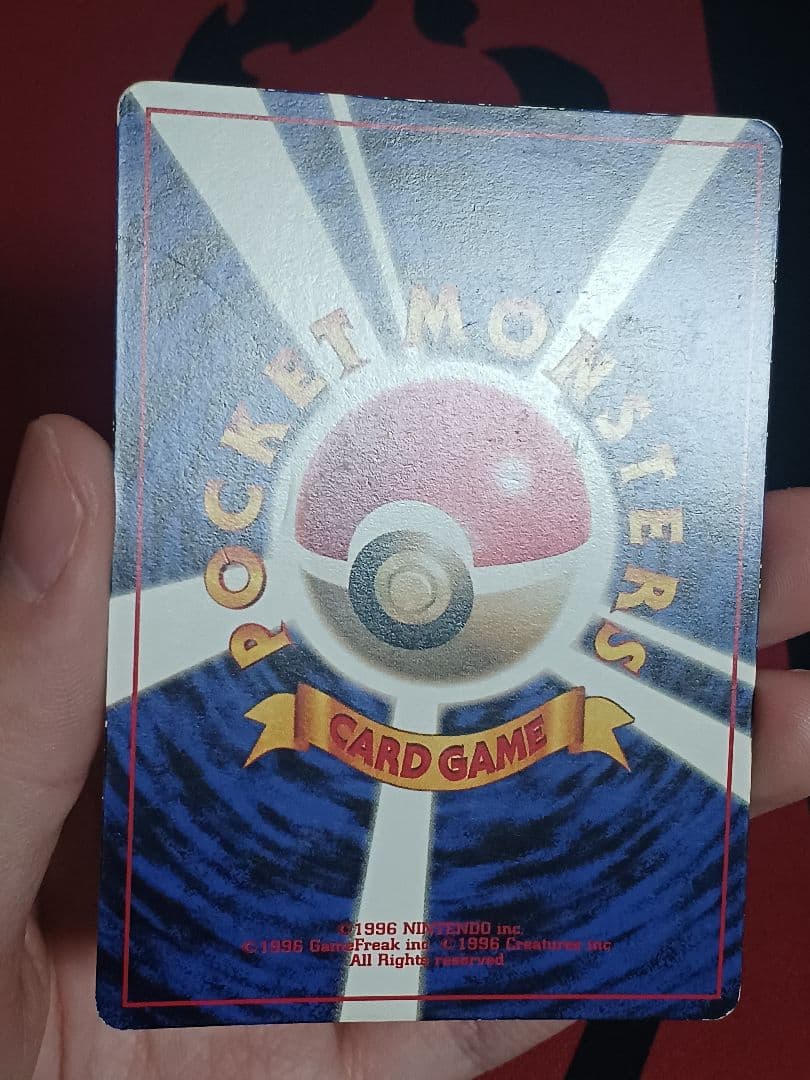 POCKET MONSTERS
CARD GAME
©1996 NINTENDO inc.
©1996 GameFreak inc. ©1996 Creatures inc.
All Rights reserved.